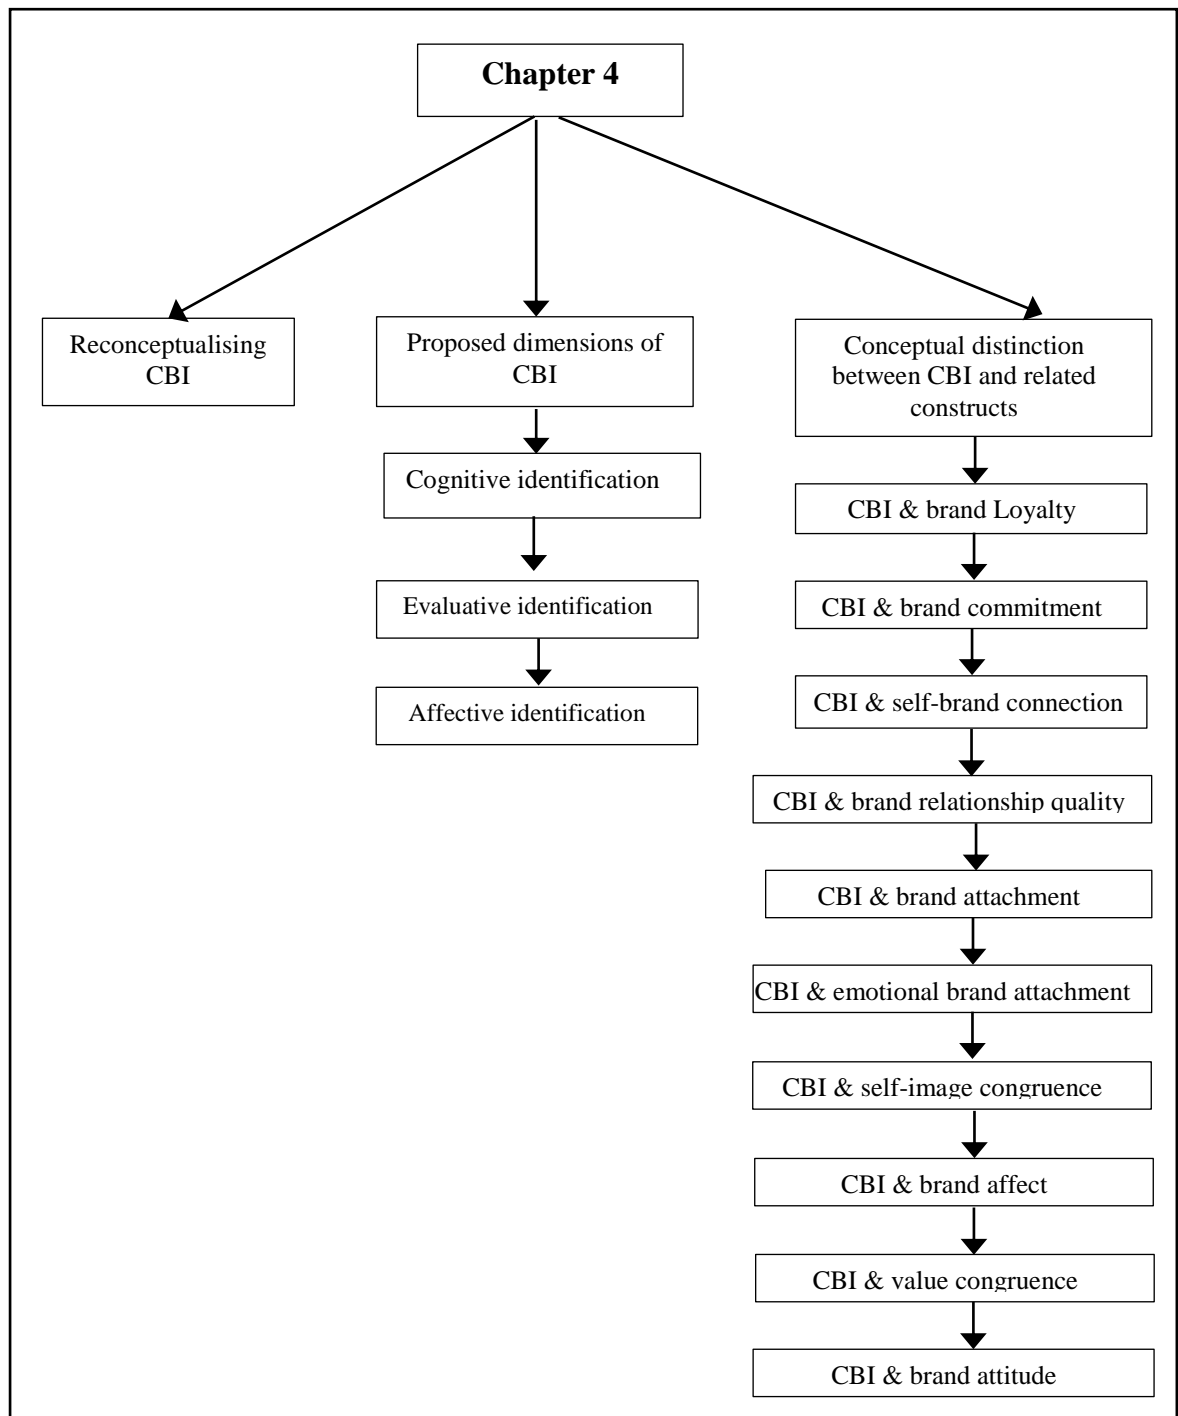 Chapter 4
Reconceptualising
CBI
Proposed dimensions of
CBI
Cognitive identification
Evaluative identification
Affective identification
Conceptual distinction
between CBI and related
constructs
CBI & brand Loyalty
CBI & brand commitment
CBI & self-brand connection
CBI & brand relationship quality
CBI & brand attachment
CBI & emotional brand attachment
CBI & self-image congruence
CBI & brand affect
CBI & value congruence
CBI & brand attitude